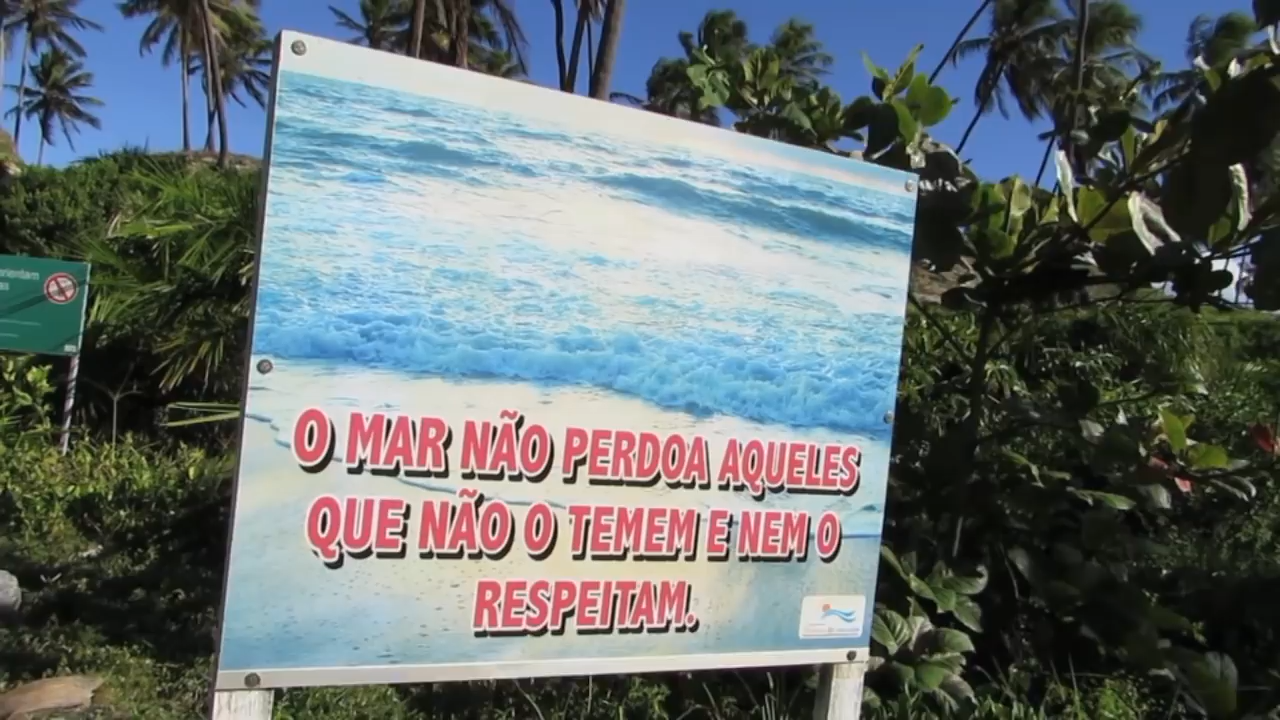 O MAR NÃO PERDOA AQUELES
QUE NÃO O TEMEM E NEM O
RESPEITAM.